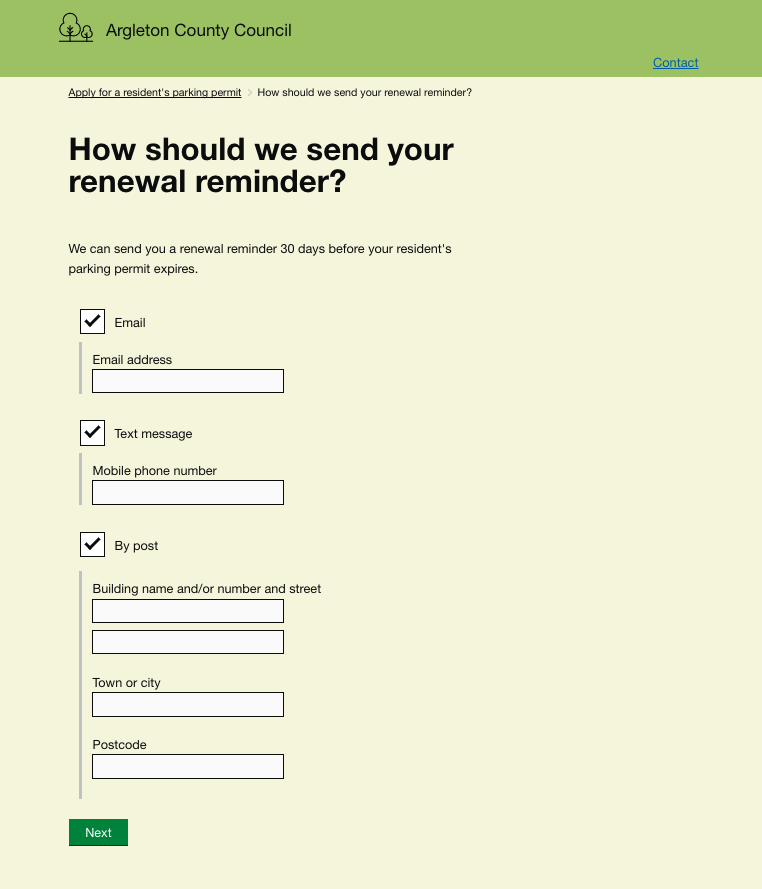 Argleton County Council
Contact
Apply for a resident's parking permit > How should we send your renewal reminder?
How should we send your
renewal reminder?
We can send you a renewal reminder 30 days before your resident's
parking permit expires.
Email
Email address
Text message
Mobile phone number
By post
Building name and/or number and street
Town or city
Postcode
Next